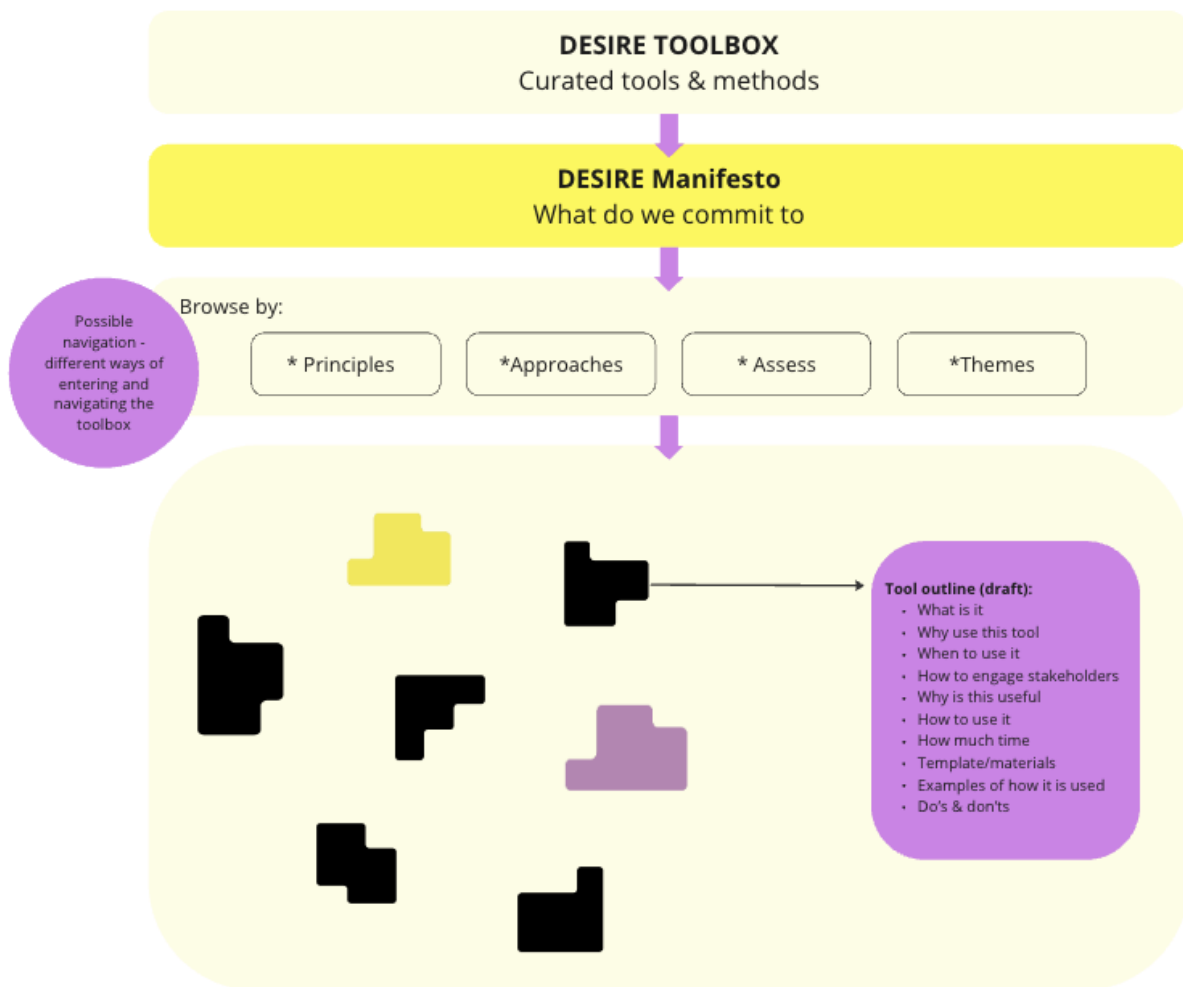 DESIRE TOOLBOX
Curated tools & methods
DESIRE Manifesto
What do we commit to
Possible
navigation -
different ways of
entering and
navigating the
toolbox
Browse by:
* Principles
*Approaches
* Assess
*Themes
Tool outline (draft):
• What is it
• Why use this tool
• When to use it
• How to engage stakeholders
• Why is this useful
• How to use it
• How much time
• Template/materials
• Examples of how it is used
• Do's & don'ts